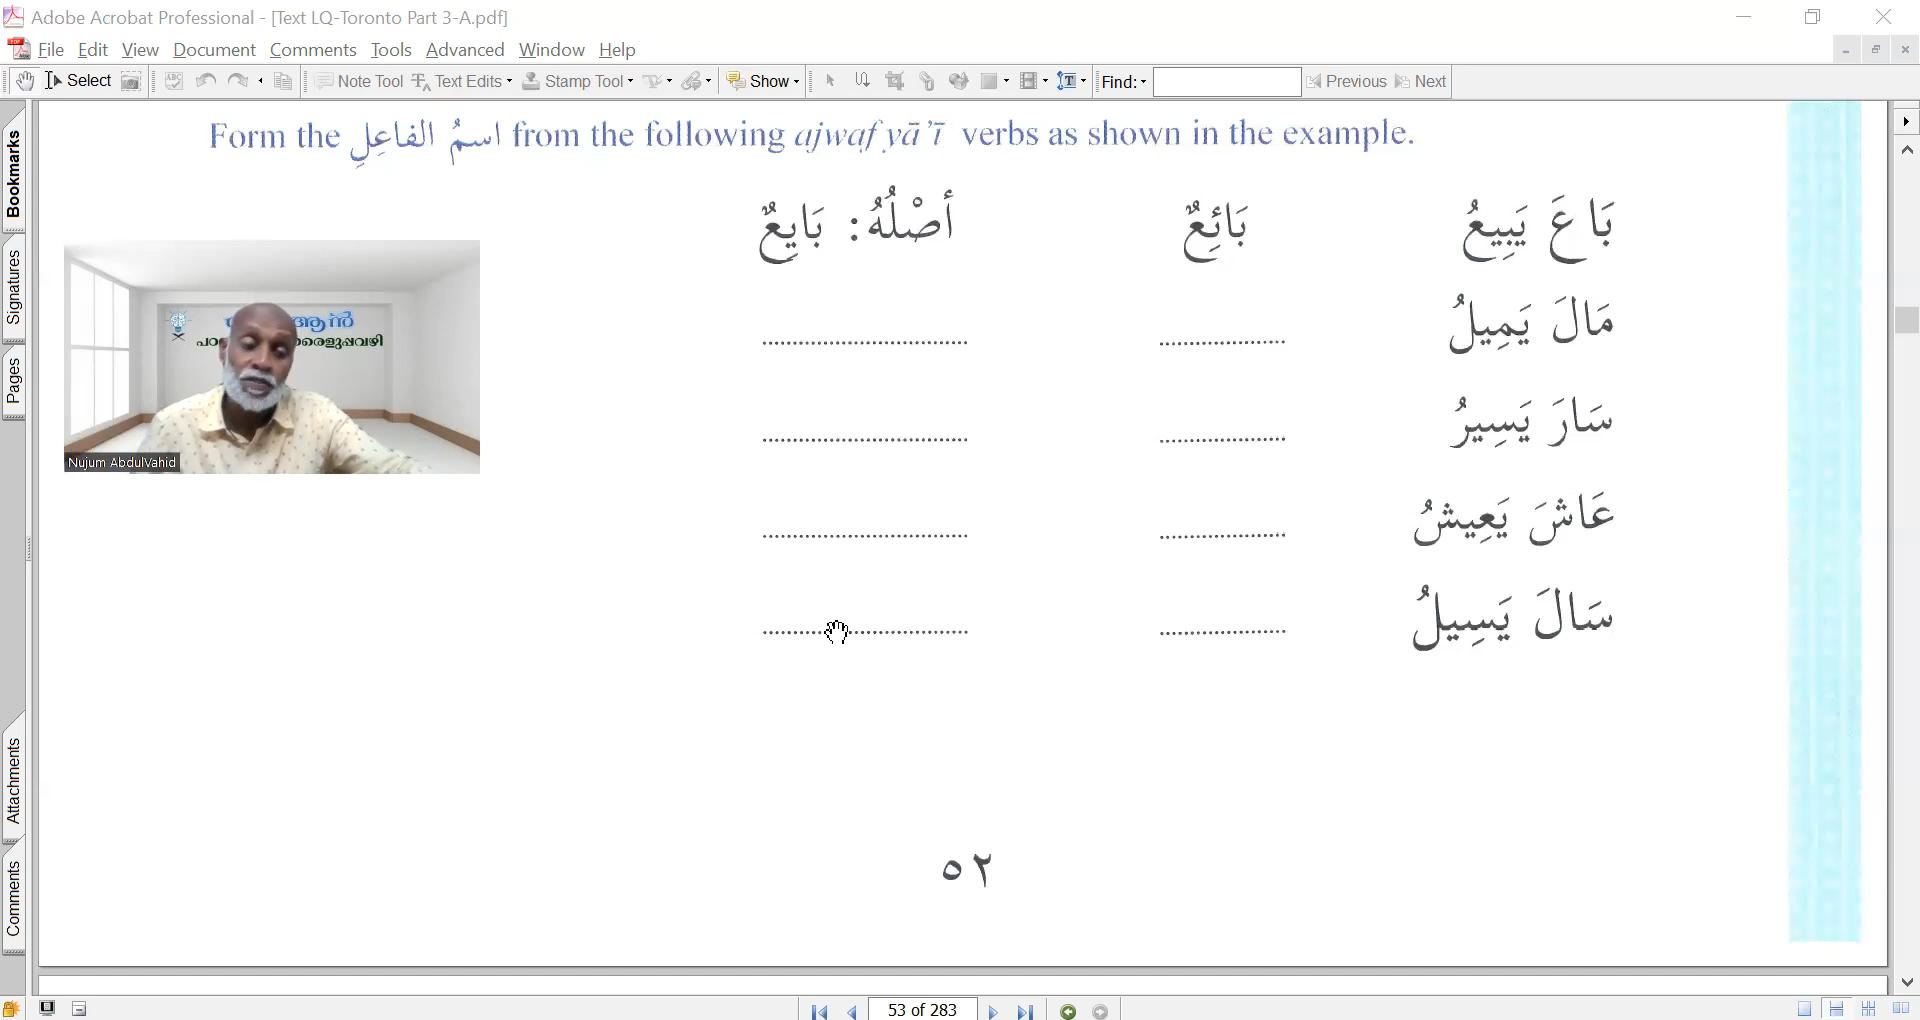 Adobe Acrobat Professional - [Text LQ-Toronto Part 3-A.pdf]
File Edit View Document Comments Tools Advanced Window Help
Select Note Tool Text Edits Stamp Tool Show Find: Previous Next
Bookmarks
Signatures
Pages
Attachments
Comments
Form the اسمُ الفاعِلِ from the following ajwaf yā’ī verbs as shown in the example.
بَاعَ يَبِيعُ بَائِعٌ أَصْلُهُ: بَايِعٌ
مَالَ يَمِيلُ ........................ ........................
سَارَ يَسِيرُ ........................ ........................
عَاشَ يَعِيشُ ........................ ........................
سَالَ يَسِيلُ ........................ ........................
Nujum AbdulVahid
٥٢
53 of 283